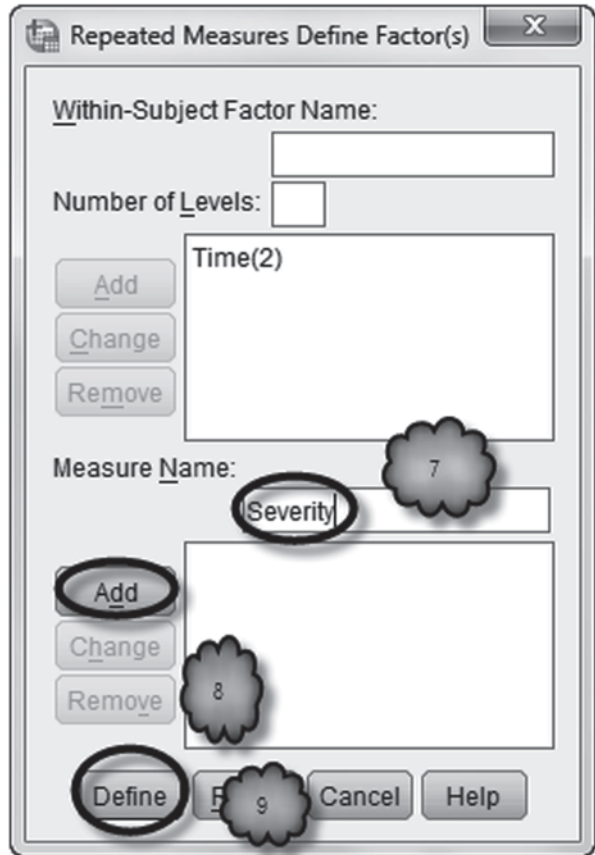 Repeated Measures Define Factor(s)
X
Within-Subject Factor Name:
Number of Levels:
Time(2)
Add
Change
Remove
Measure Name:
7
Severity
Add
Change
Remove
8
Define
9
Cancel
Help